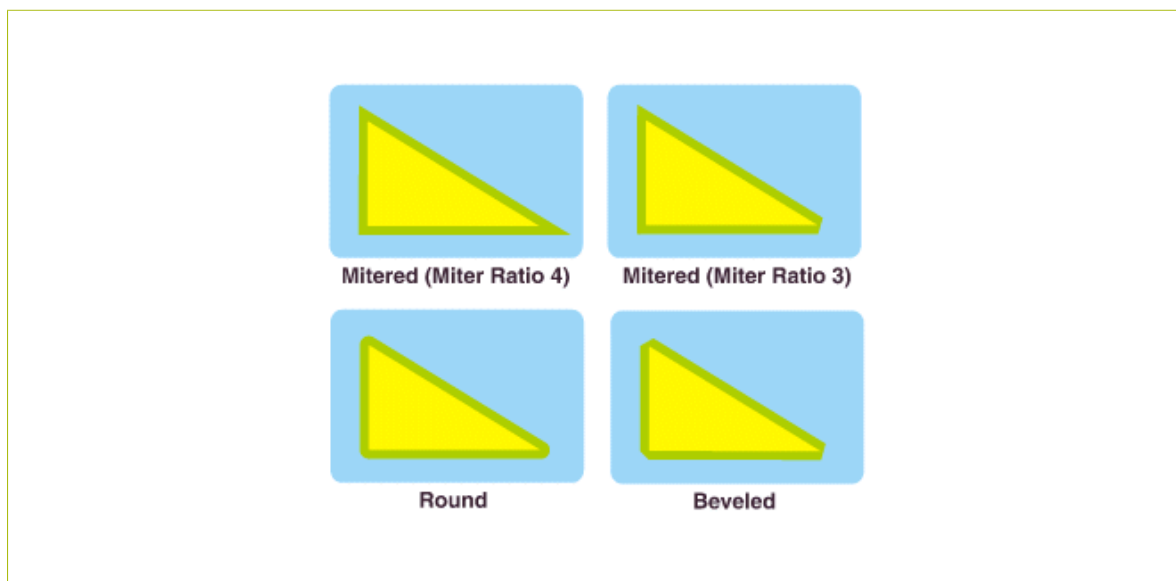 Mitered (Miter Ratio 4)
Mitered (Miter Ratio 3)
Round
Beveled